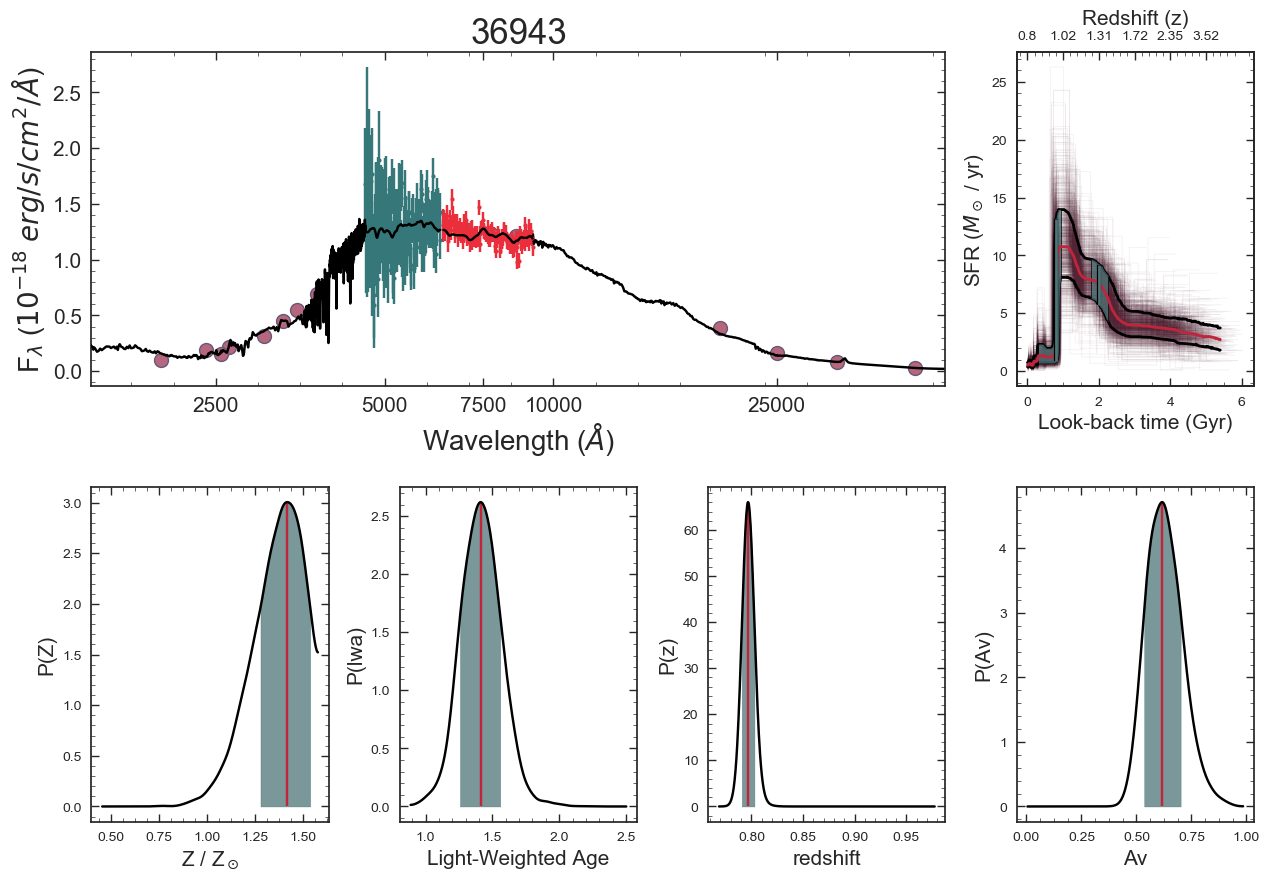 36943
Redshift (z)
0.8 1.02 1.31 1.72 2.35 3.52
F_λ (10^{-18} erg/s/cm^2/Å)
2.5
2.0
1.5
1.0
0.5
0.0
2500 5000 7500 10000 25000
Wavelength (Å)
SFR (M_⊙ / yr)
25
20
15
10
5
0
0 2 4 6
Look-back time (Gyr)
P(Z)
3.0
2.5
2.0
1.5
1.0
0.5
0.0
0.50 0.75 1.00 1.25 1.50
Z / Z_⊙
P(lwa)
2.5
2.0
1.5
1.0
0.5
0.0
1.0 1.5 2.0 2.5
Light-Weighted Age
P(z)
60
50
40
30
20
10
0
0.80 0.85 0.90 0.95
redshift
P(Av)
4
3
2
1
0
0.00 0.25 0.50 0.75 1.00
Av